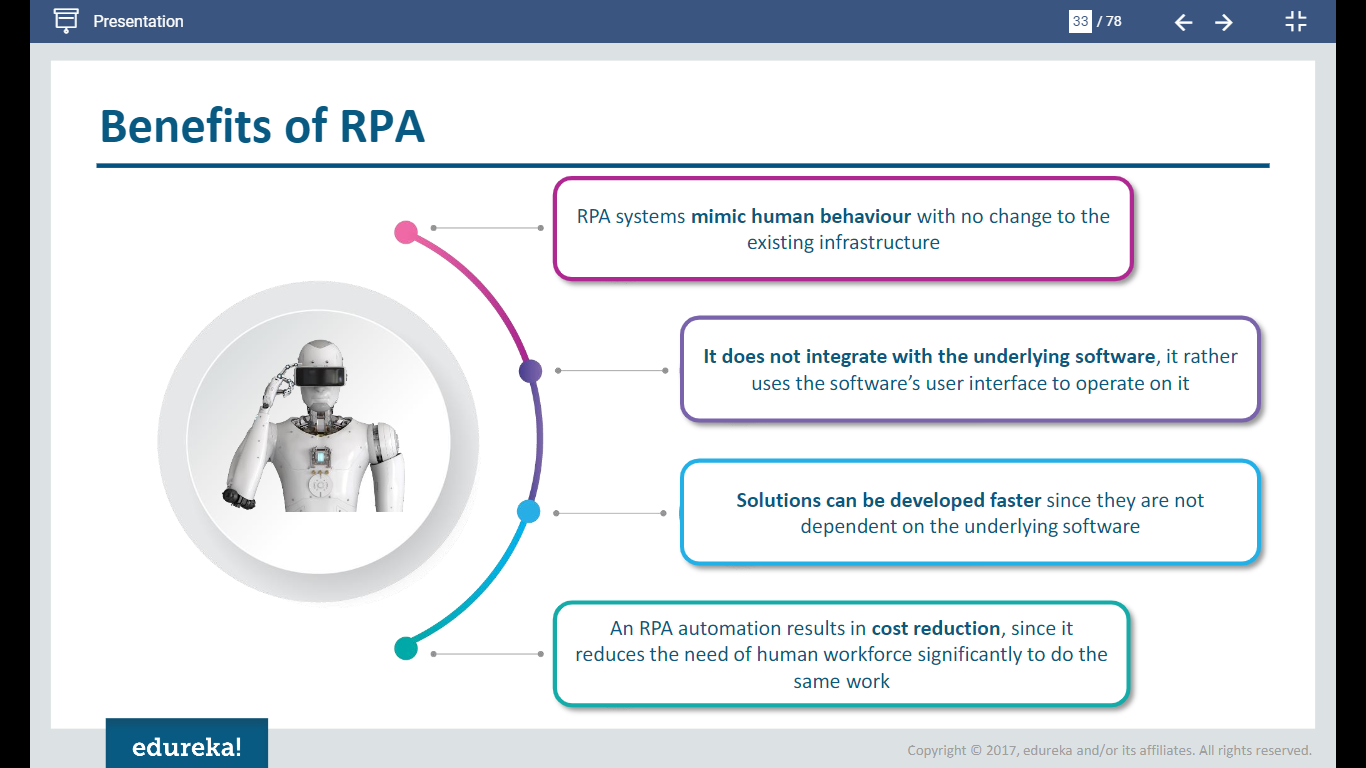 Presentation
33 / 78
Benefits of RPA
RPA systems mimic human behaviour with no change to the
existing infrastructure
It does not integrate with the underlying software, it rather
uses the software’s user interface to operate on it
Solutions can be developed faster since they are not
dependent on the underlying software
An RPA automation results in cost reduction, since it
reduces the need of human workforce significantly to do the
same work
edureka!
Copyright © 2017, edureka and/or its affiliates. All rights reserved.